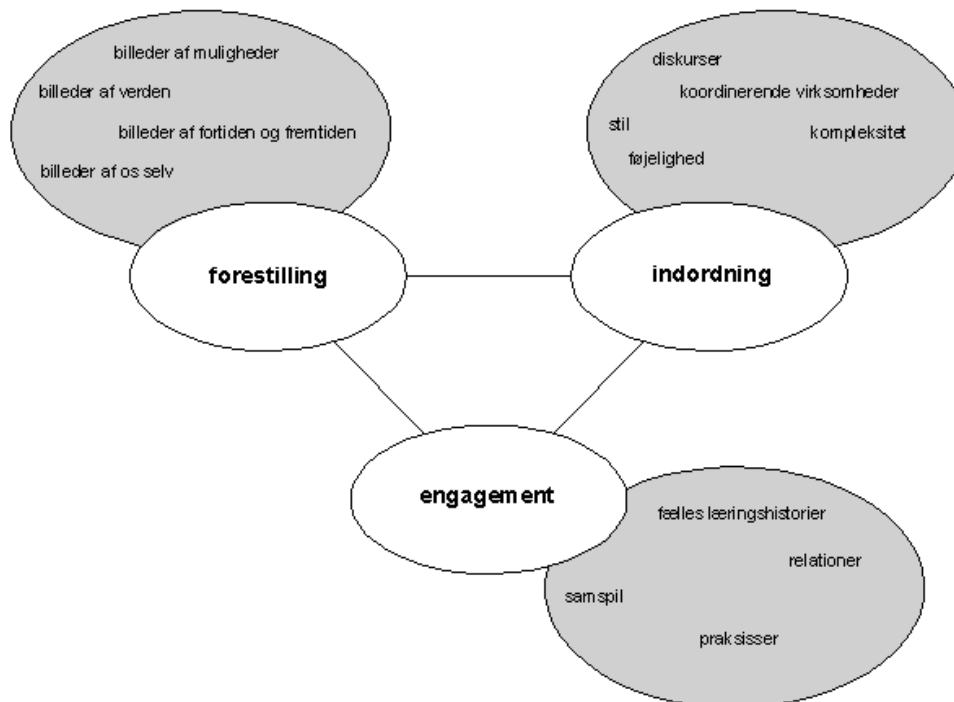 billeder af muligheder
billeder af verden
billeder af fortiden og fremtiden
billeder af os selv
forestilling
diskurser
koordinerende virksomheder
stil
kompleksitet
føjelighed
indordning
engagement
fælles læringshistorier
relationer
samspil
praksisser